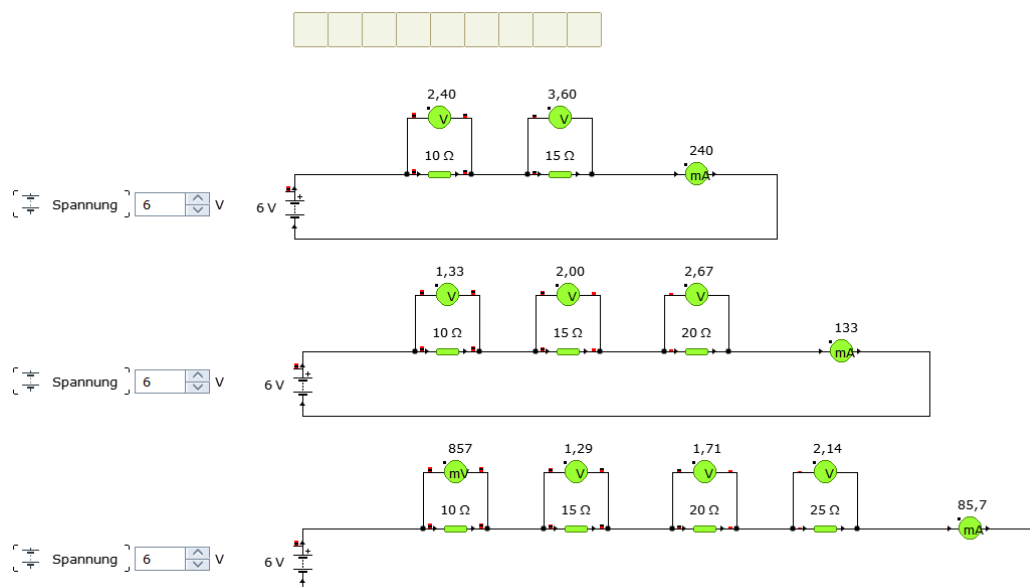 2,40 3,60
V V 240
10 Ω 15 Ω mA
Spannung 6 V 6 V +
1,33 2,00 2,67
V V V 133
10 Ω 15 Ω 20 Ω mA
Spannung 6 V 6 V +
857 1,29 1,71 2,14
mV V V V 85,7
10 Ω 15 Ω 20 Ω 25 Ω mA
Spannung 6 V 6 V +